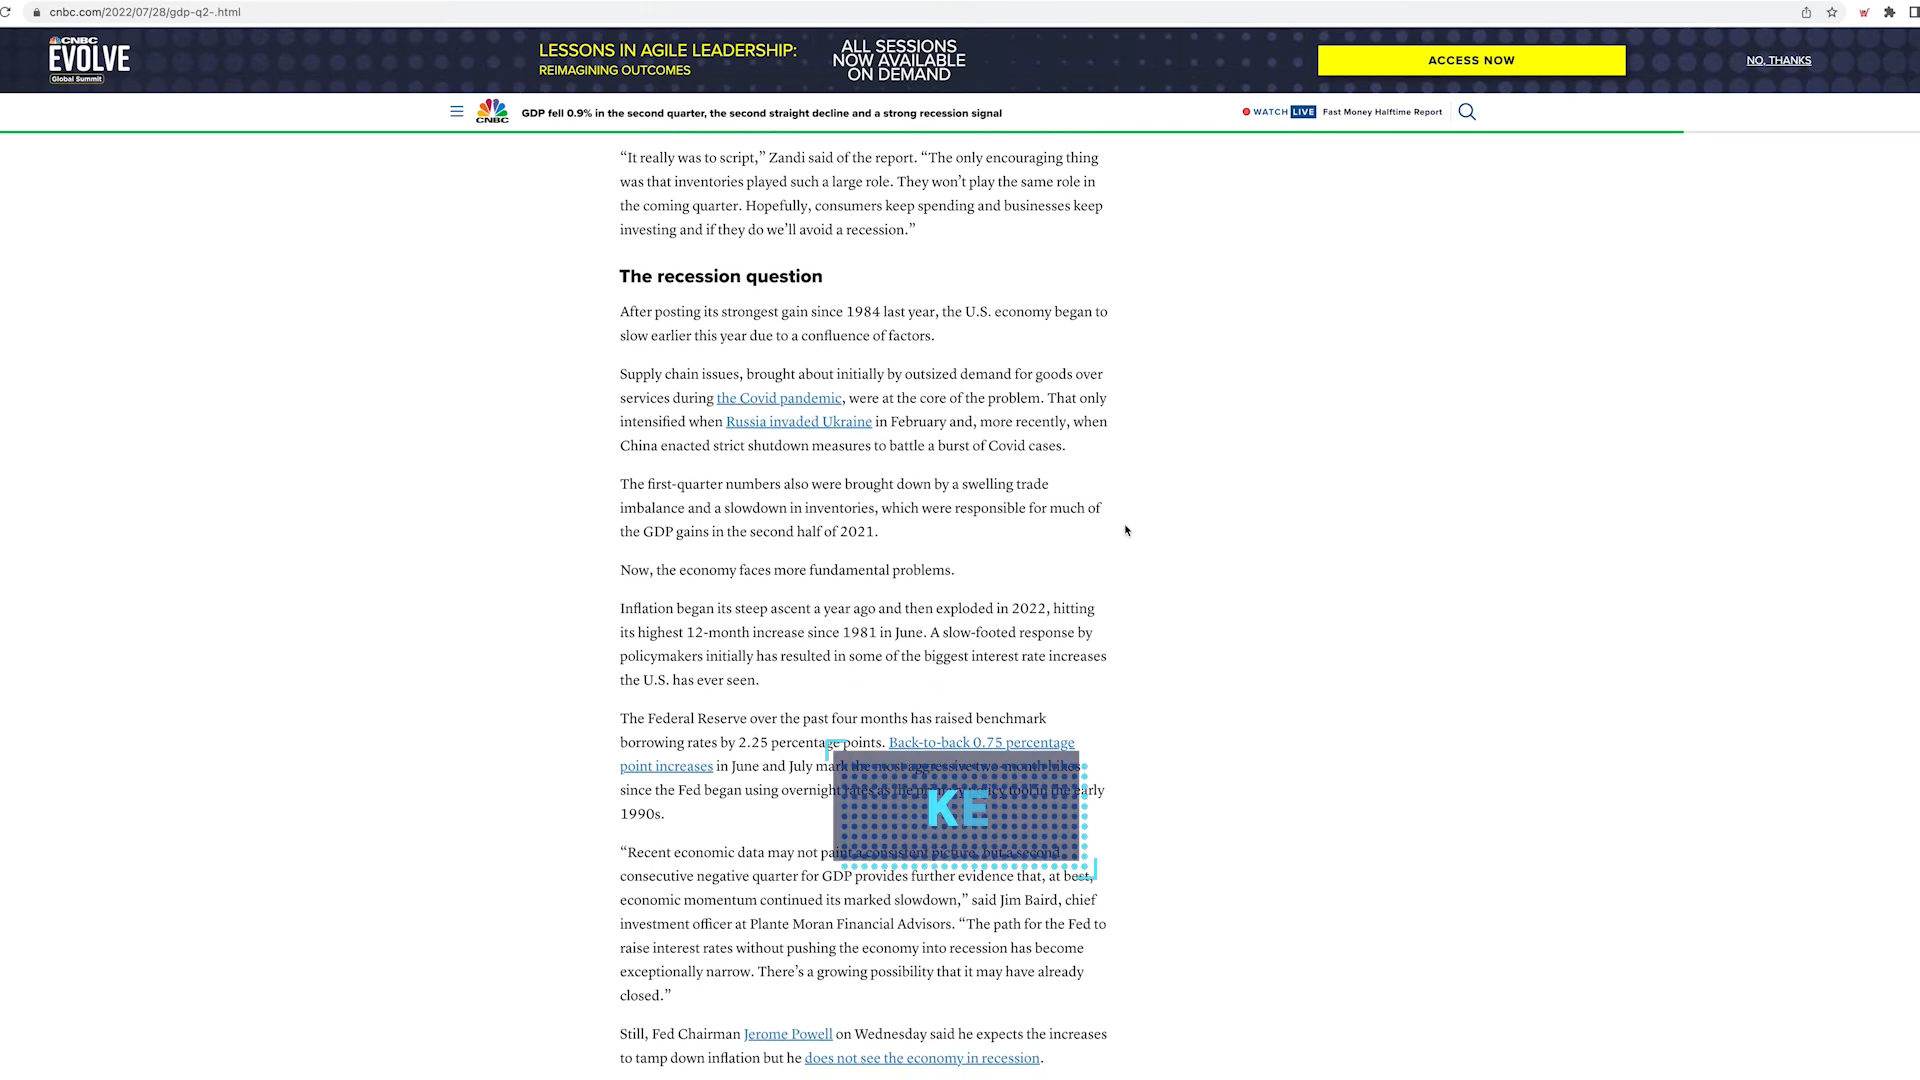 cnbc.com/2022/07/28/gdp-q2-.html
CNBC
EVOLVE
Global Summit
LESSONS IN AGILE LEADERSHIP:
REIMAGINING OUTCOMES
ALL SESSIONS
NOW AVAILABLE
ON DEMAND
ACCESS NOW
NO, THANKS
CNBC
GDP fell 0.9% in the second quarter, the second straight decline and a strong recession signal
WATCH LIVE Fast Money Halftime Report
“It really was to script,” Zandi said of the report. “The only encouraging thing
was that inventories played such a large role. They won’t play the same role in
the coming quarter. Hopefully, consumers keep spending and businesses keep
investing and if they do we’ll avoid a recession.”
The recession question
After posting its strongest gain since 1984 last year, the U.S. economy began to
slow earlier this year due to a confluence of factors.
Supply chain issues, brought about initially by outsized demand for goods over
services during the Covid pandemic, were at the core of the problem. That only
intensified when Russia invaded Ukraine in February and, more recently, when
China enacted strict shutdown measures to battle a burst of Covid cases.
The first-quarter numbers also were brought down by a swelling trade
imbalance and a slowdown in inventories, which were responsible for much of
the GDP gains in the second half of 2021.
Now, the economy faces more fundamental problems.
Inflation began its steep ascent a year ago and then exploded in 2022, hitting
its highest 12-month increase since 1981 in June. A slow-footed response by
policymakers initially has resulted in some of the biggest interest rate increases
the U.S. has ever seen.
The Federal Reserve over the past four months has raised benchmark
borrowing rates by 2.25 percentage points. Back-to-back 0.75 percentage
point increases in June and July mark the most aggressive two-month hikes
since the Fed began using overnight rates as the primary policy tool in the early
1990s.
KE
“Recent economic data may not paint a consistent picture, but a second
consecutive negative quarter for GDP provides further evidence that, at best,
economic momentum continued its marked slowdown,” said Jim Baird, chief
investment officer at Plante Moran Financial Advisors. “The path for the Fed to
raise interest rates without pushing the economy into recession has become
exceptionally narrow. There’s a growing possibility that it may have already
closed.”
Still, Fed Chairman Jerome Powell on Wednesday said he expects the increases
to tamp down inflation but he does not see the economy in recession.